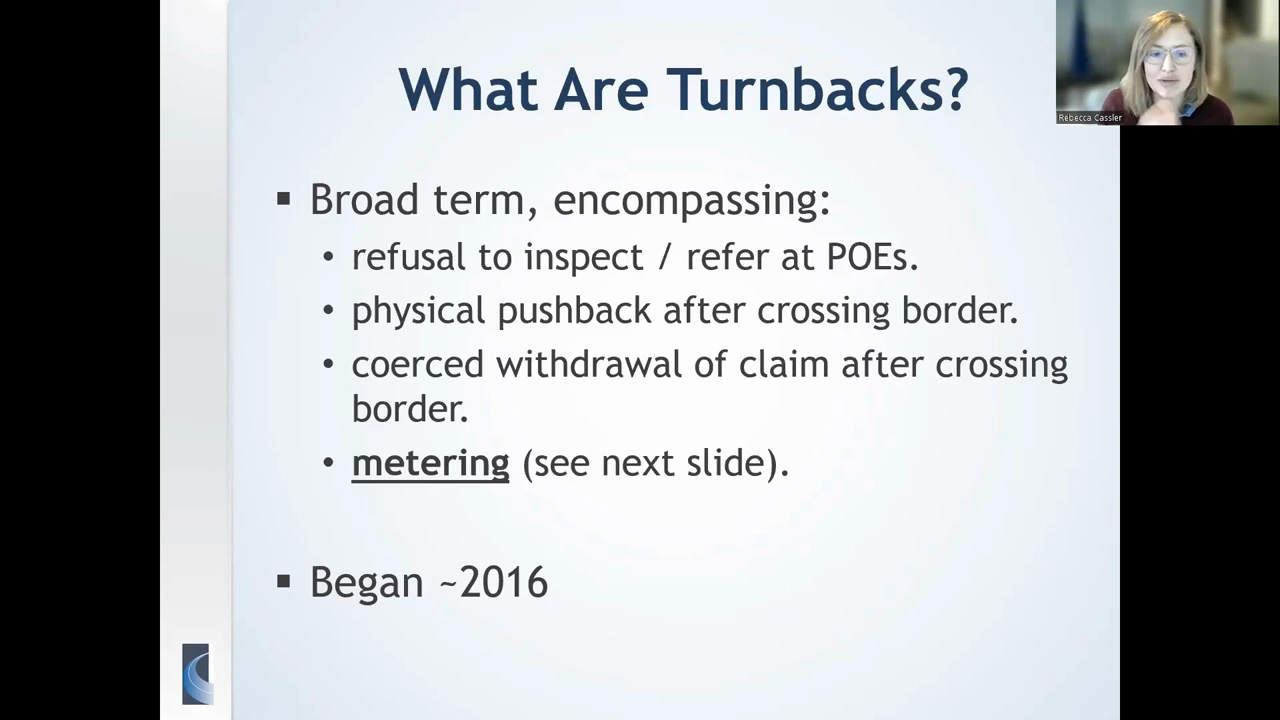 What Are Turnbacks?
Rebecca Cassler
▪ Broad term, encompassing:
• refusal to inspect / refer at POEs.
• physical pushback after crossing border.
• coerced withdrawal of claim after crossing
border.
• metering (see next slide).
▪ Began ~2016